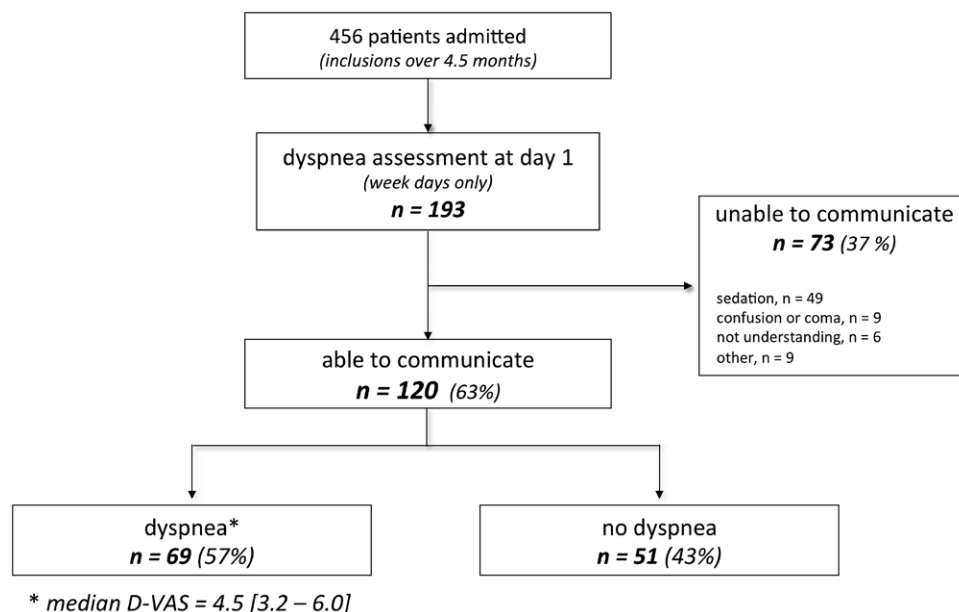 456 patients admitted
(inclusions over 4.5 months)
dyspnea assessment at day 1
(week days only)
n = 193
unable to communicate
n = 73 (37 %)
sedation, n = 49
confusion or coma, n = 9
not understanding, n = 6
other, n = 9
able to communicate
n = 120 (63%)
dyspnea*
n = 69 (57%)
no dyspnea
n = 51 (43%)
* median D-VAS = 4.5 [3.2 – 6.0]